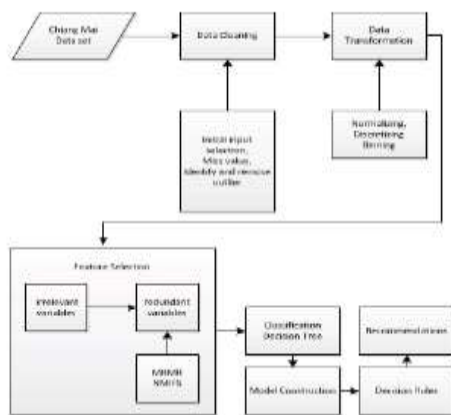 Chiang Mai
Data set
Data Cleaning
Data
Transformation
Initial input
selection,
Miss value,
Identify and remove
outlier
Normalizing,
Discretizing
Binning
Feature Selection
irrelevant
variables
redundant
variables
MRMR
NMIFS
Classification
Decision Tree
Recommendations
Model Construction
Decision Rules